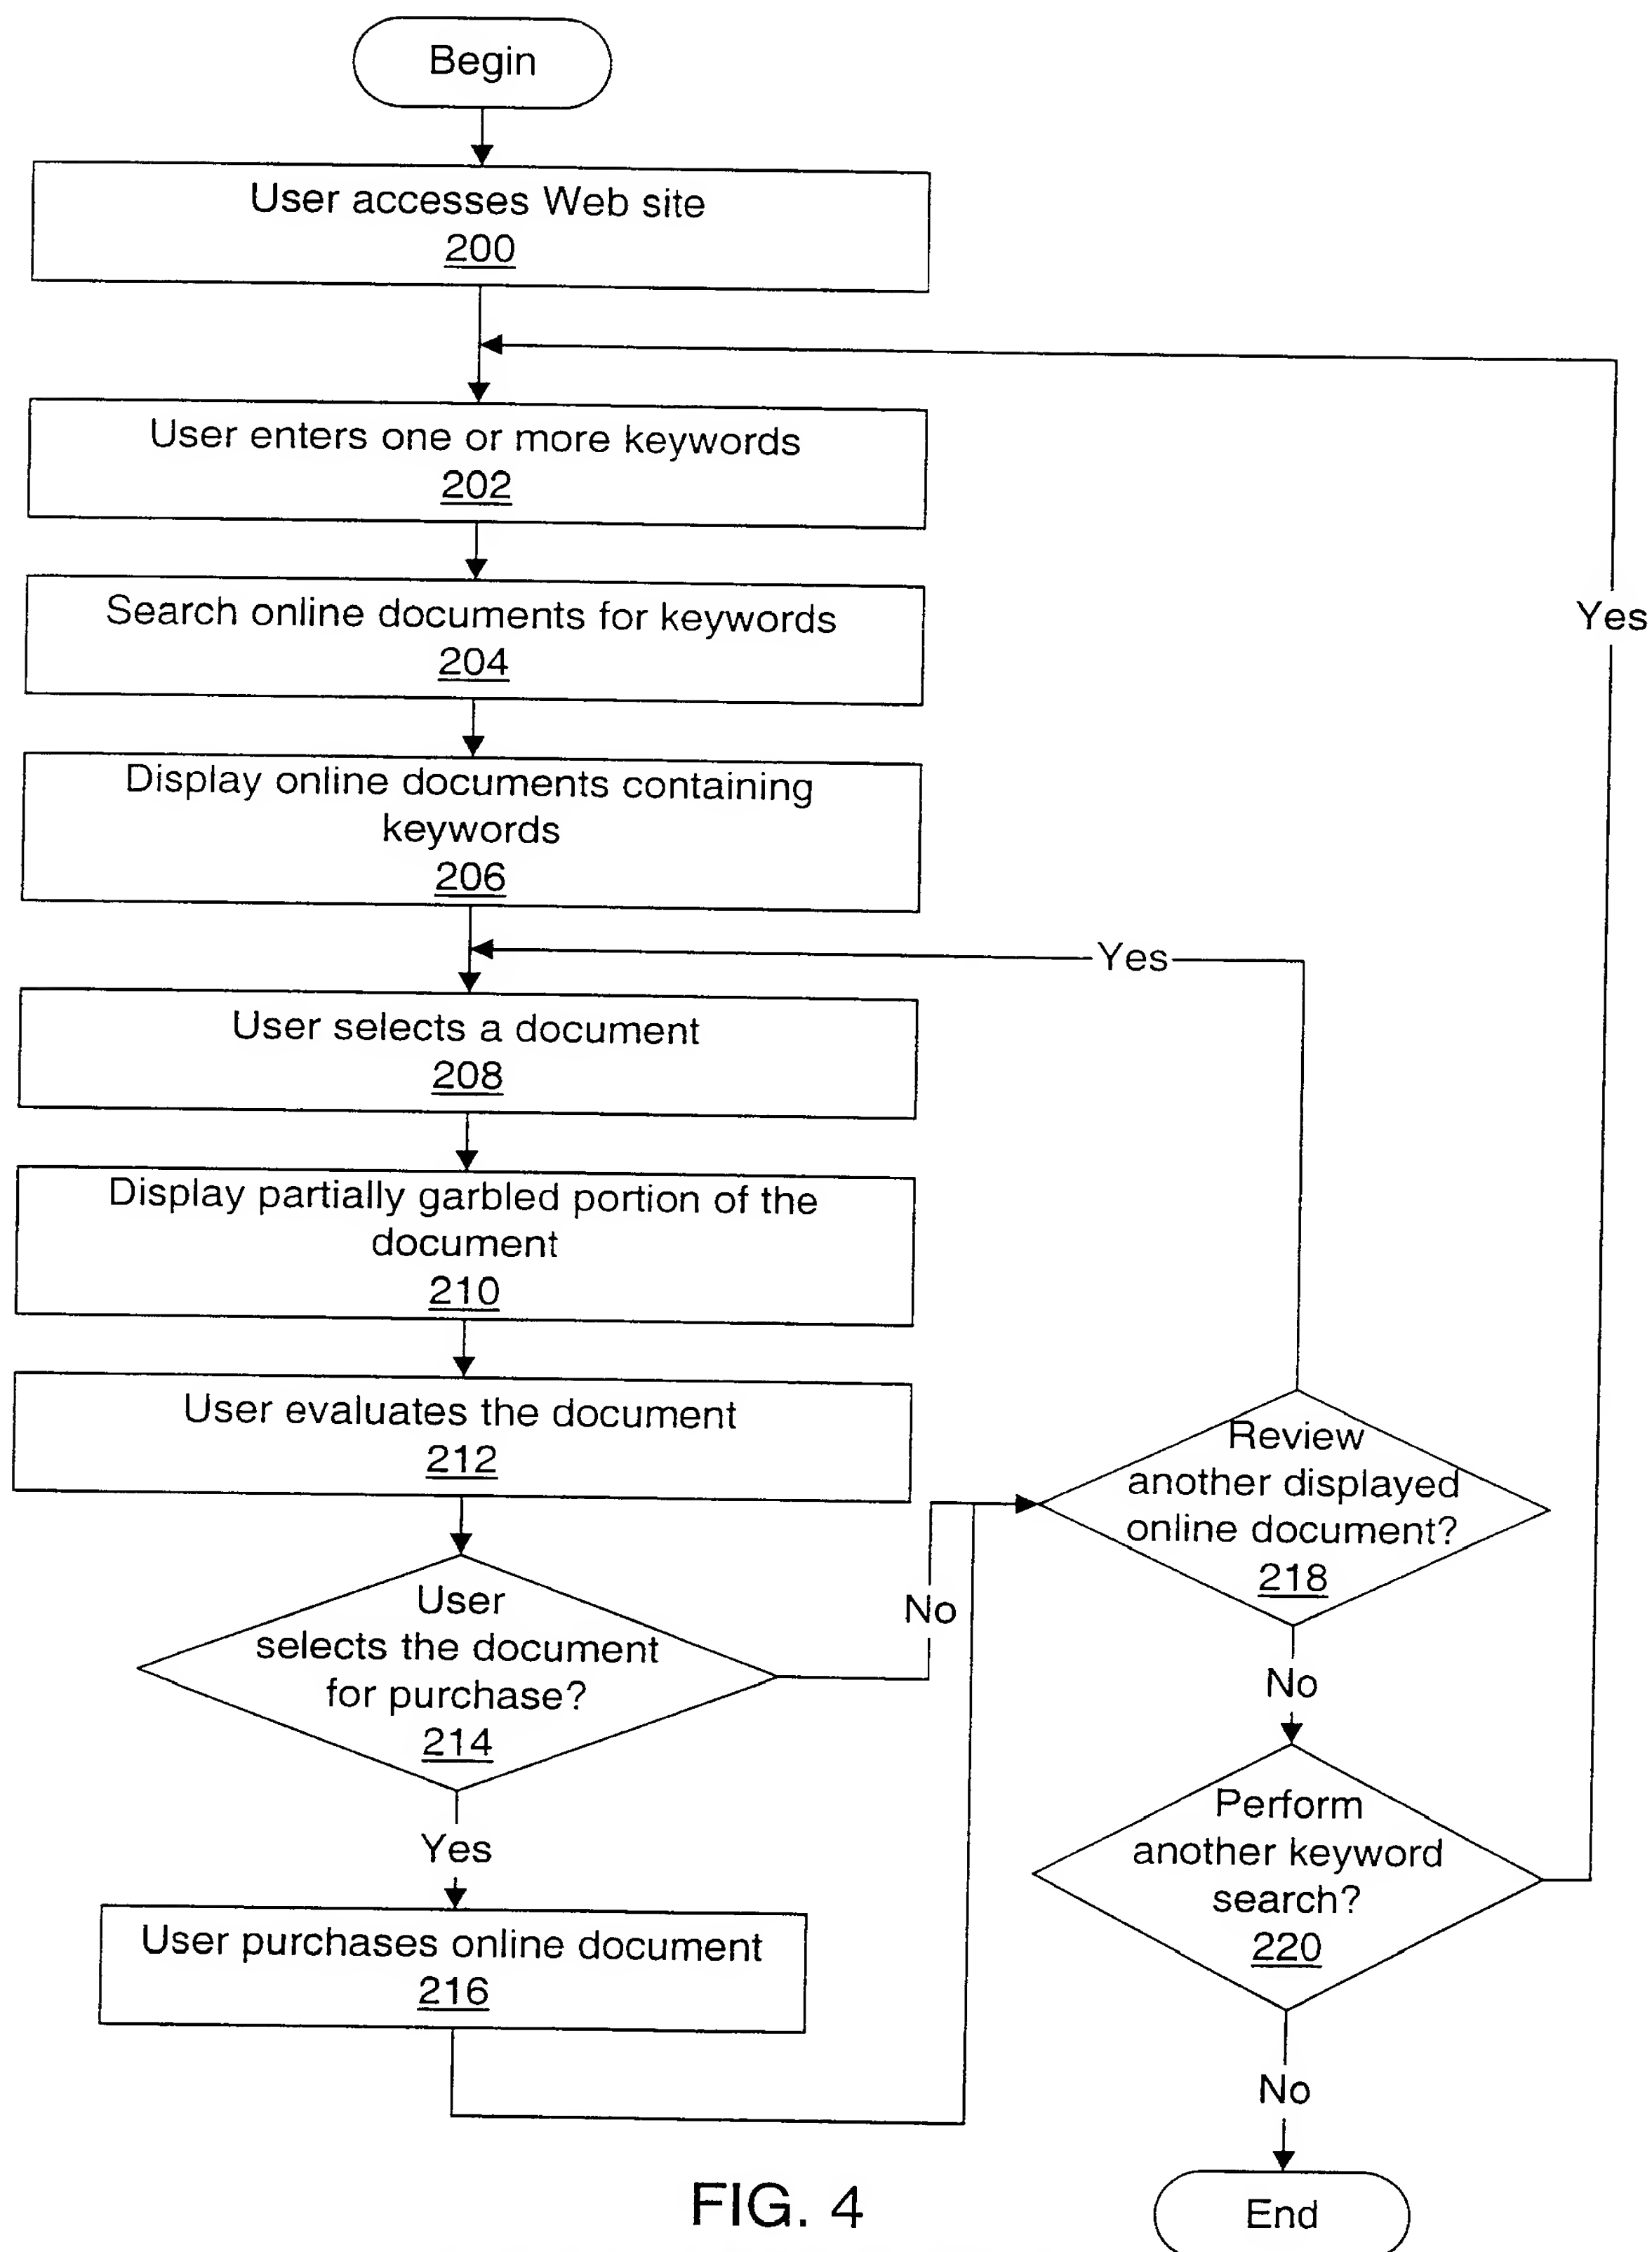 Begin
User accesses Web site
200
User enters one or more keywords
202
Search online documents for keywords
204
Yes
Display online documents containing
keywords
206
Yes
User selects a document
208
Display partially garbled portion of the
document
210
User evaluates the document
212
Review
another displayed
online document?
218
User
selects the document
for purchase?
214
No
No
Yes
Perform
another keyword
search?
220
User purchases online document
216
No
End
FIG. 4